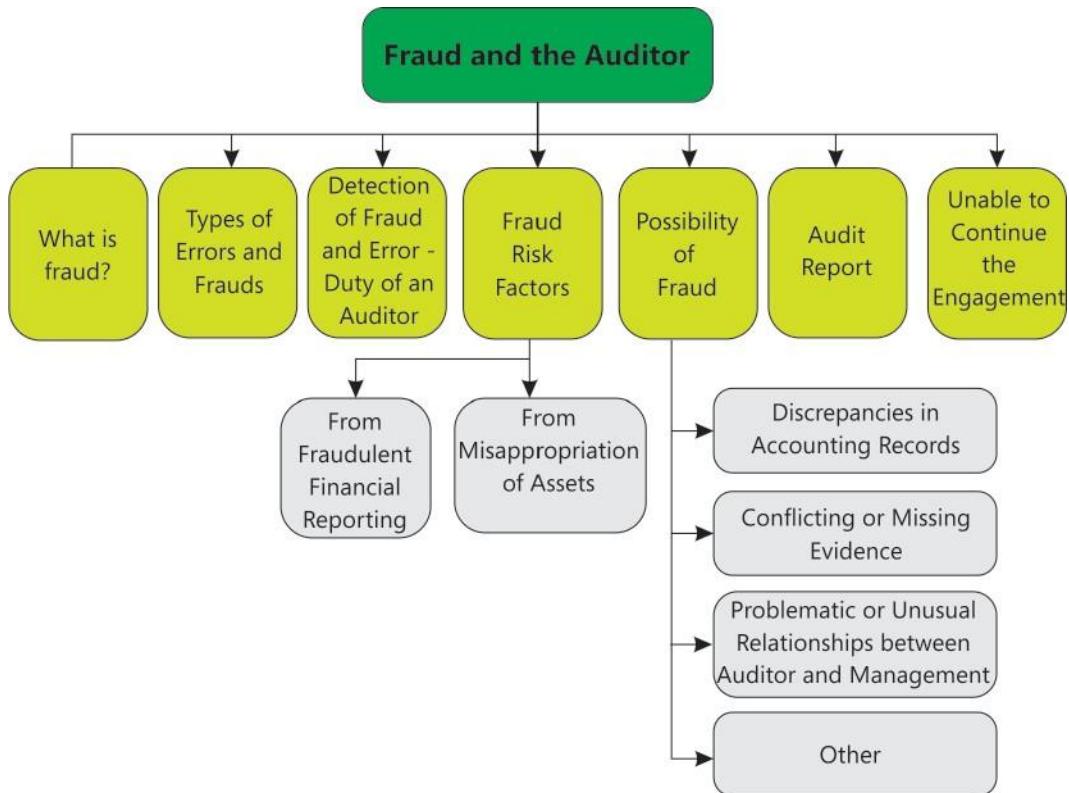 Fraud and the Auditor
What is
fraud?
Types of
Errors and
Frauds
Detection
of Fraud
and Error -
Duty of an
Auditor
Fraud
Risk
Factors
Possibility
of
Fraud
Audit
Report
Unable to
Continue
the
Engagement
From
Fraudulent
Financial
Reporting
From
Misappropriation
of Assets
Discrepancies in
Accounting Records
Conflicting or Missing
Evidence
Problematic or Unusual
Relationships between
Auditor and Management
Other